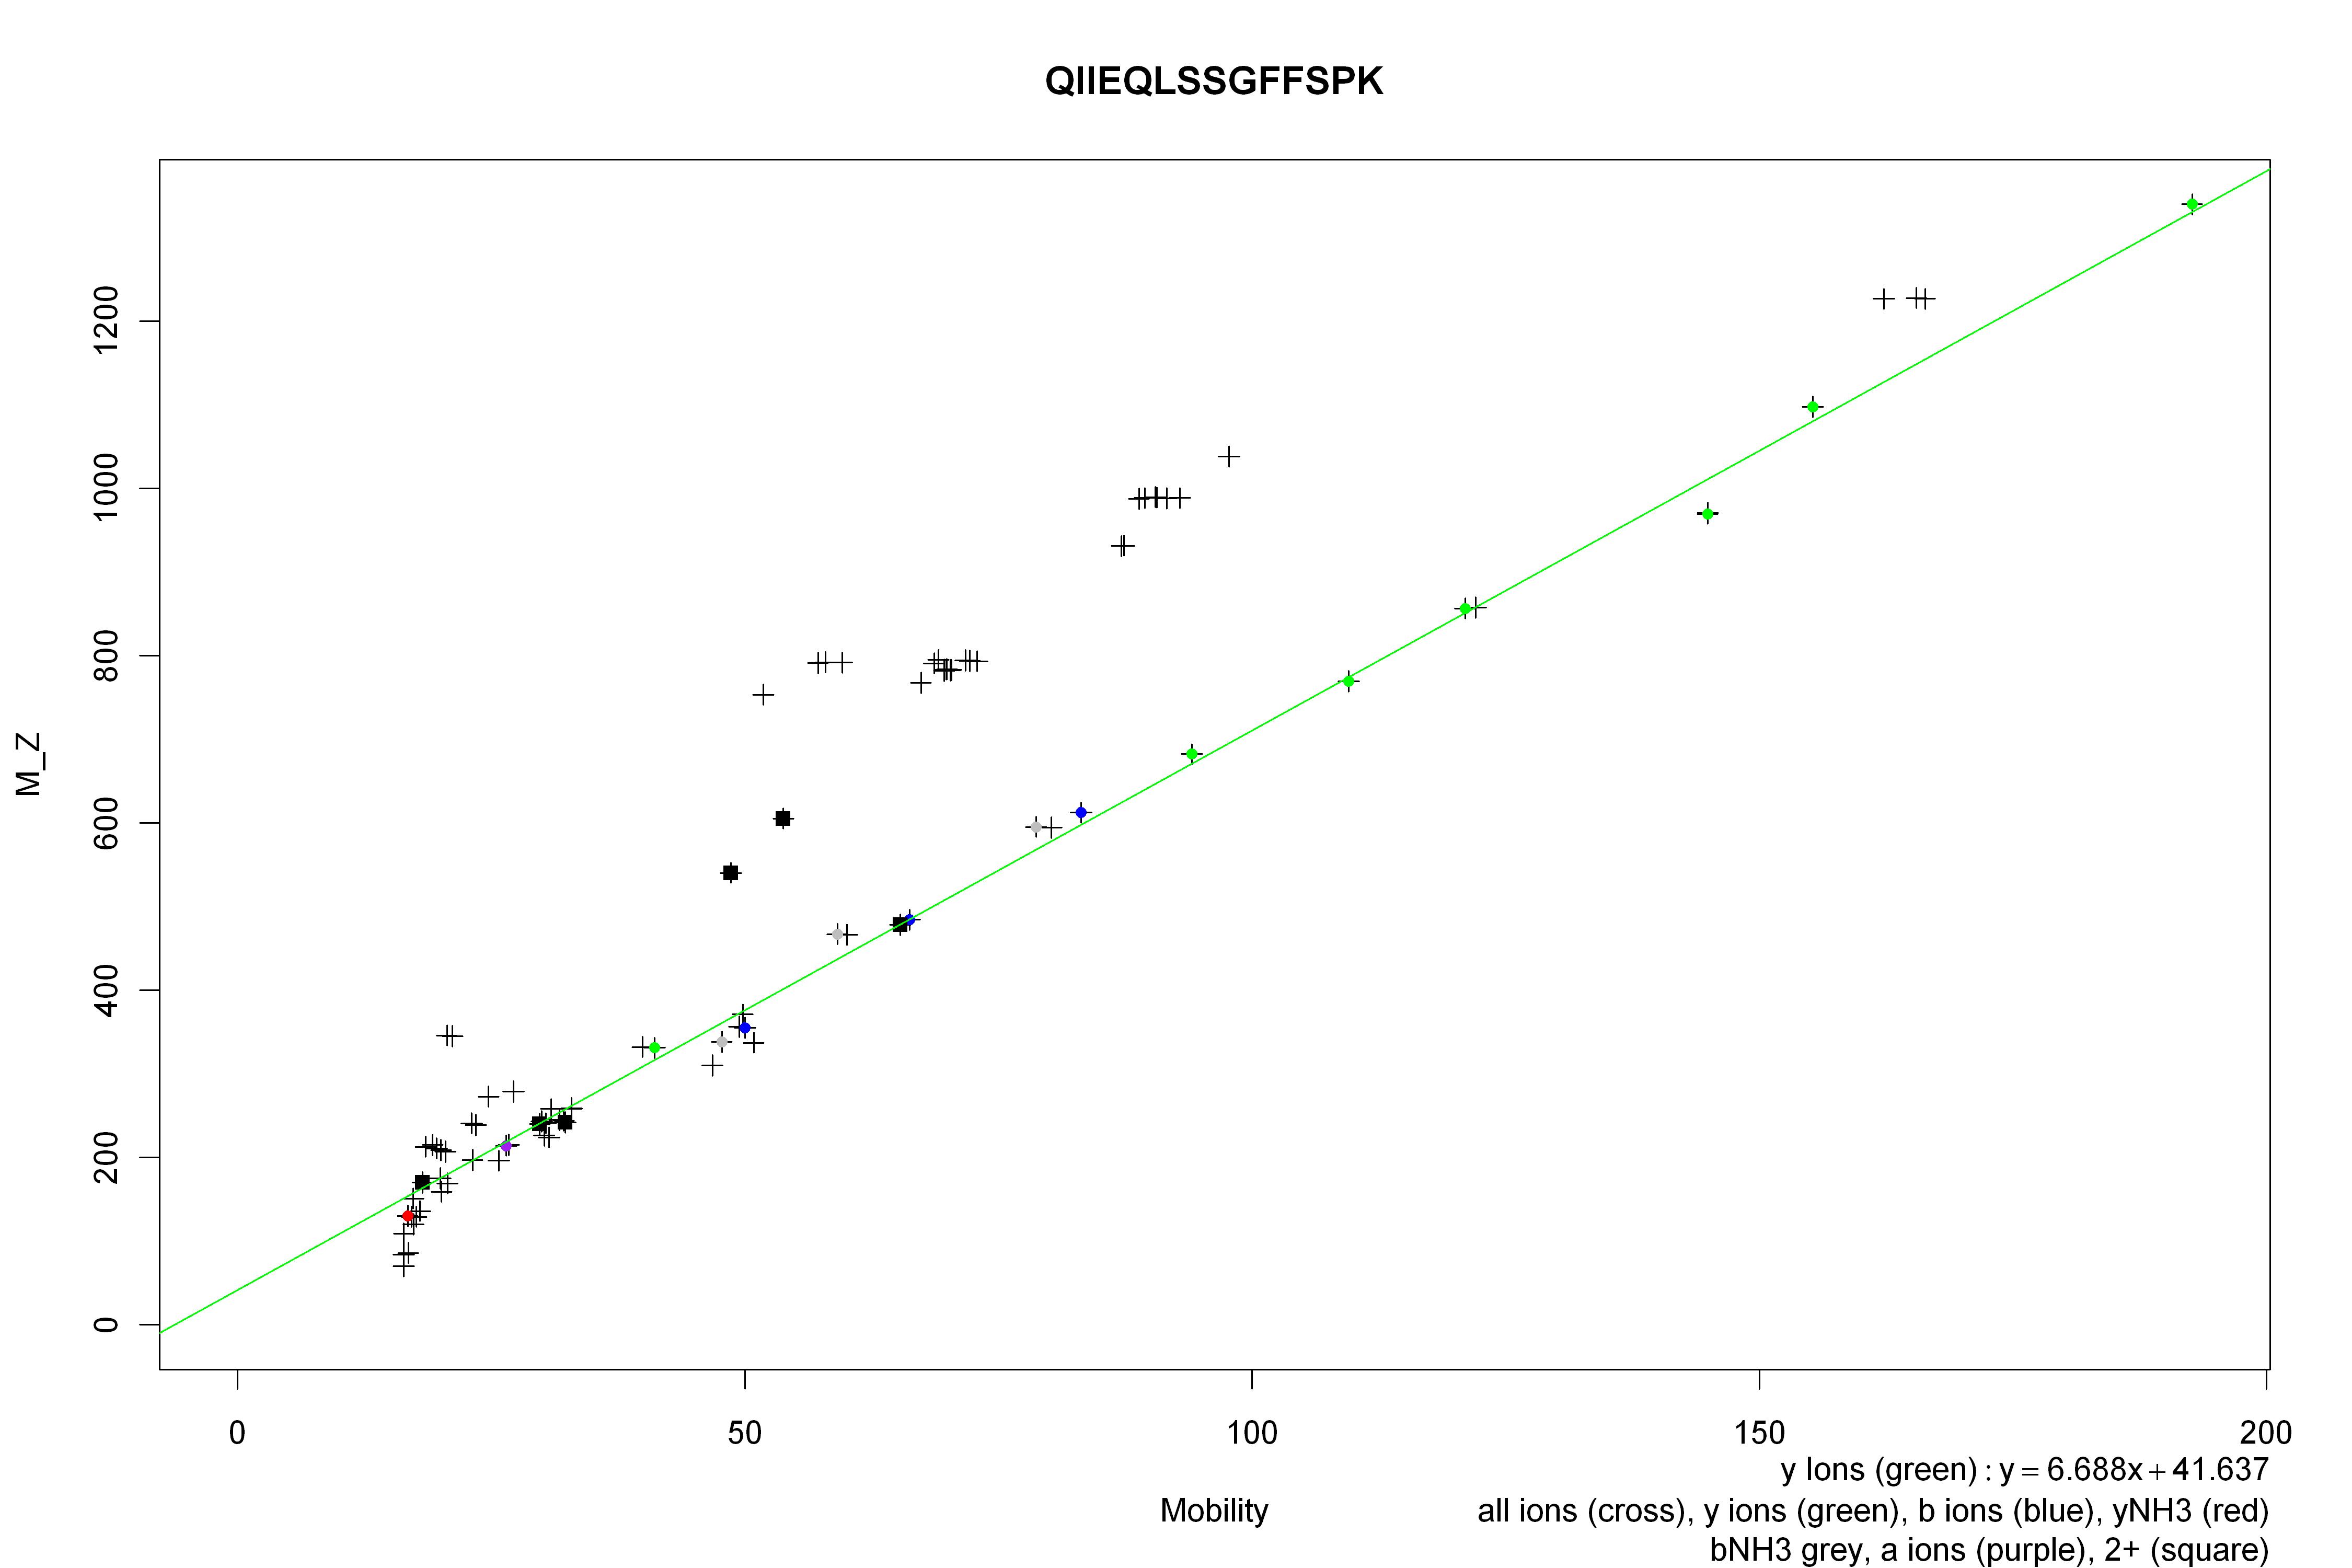 QIIEQLSSGFFSPK
M_Z
1200
1000
800
600
400
200
0
0 50 100 150 200
y Ions (green) : y = 6.688x + 41.637
Mobility all ions (cross), y ions (green), b ions (blue), yNH3 (red)
bNH3 grey, a ions (purple), 2+ (square)